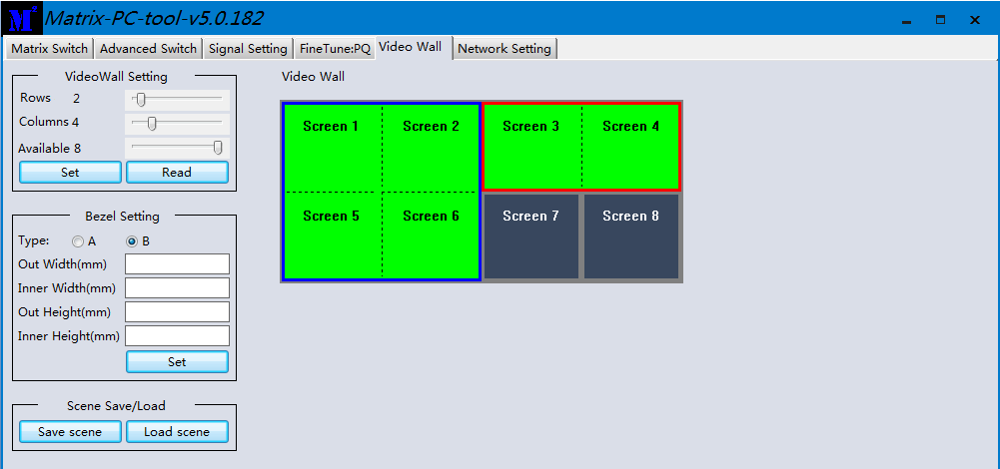 M Matrix-PC-tool-v5.0.182
Matrix Switch Advanced Switch Signal Setting FineTune:PQ Video Wall Network Setting
VideoWall Setting
Rows 2
Columns 4
Available 8
Set Read
Bezel Setting
Type: A B
Out Width(mm)
Inner Width(mm)
Out Height(mm)
Inner Height(mm)
Set
Scene Save/Load
Save scene Load scene
Video Wall
Screen 1 Screen 2 Screen 3 Screen 4
Screen 5 Screen 6 Screen 7 Screen 8